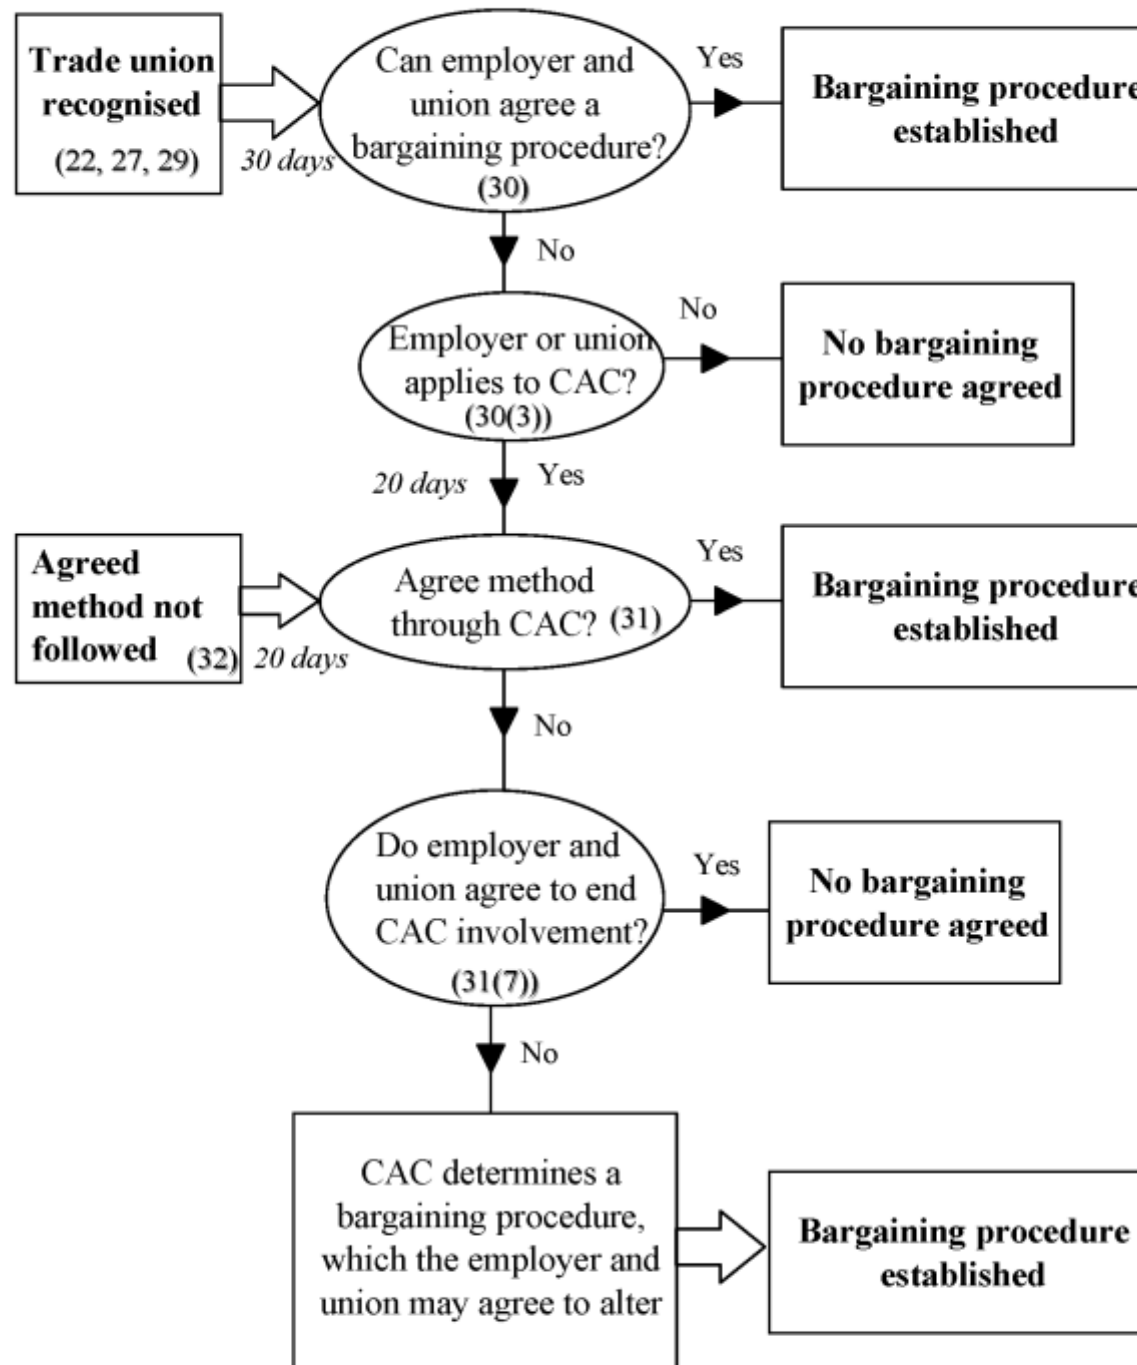 Trade union
recognised
(22, 27, 29)
30 days
Can employer and
union agree a
bargaining procedure?
(30)
Yes
Bargaining procedure
established
No
Employer or union
applies to CAC?
(30(3))
No
No bargaining
procedure agreed
20 days
Yes
Agreed
method not
followed (32)
20 days
Agree method
through CAC? (31)
Yes
Bargaining procedure
established
No
Do employer and
union agree to end
CAC involvement?
(31(7))
Yes
No bargaining
procedure agreed
No
CAC determines a
bargaining procedure,
which the employer and
union may agree to alter
Bargaining procedure
established